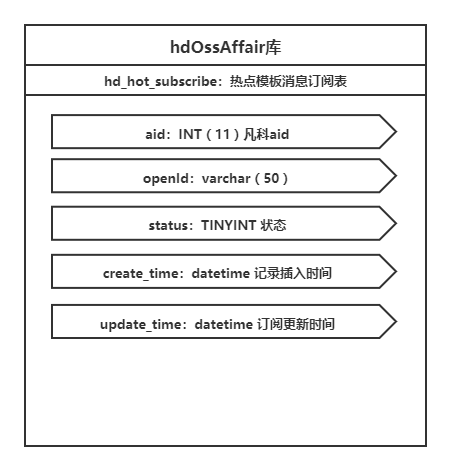 hdOssAffair库
hd_hot_subscribe：热点模板消息订阅表
aid：INT（11）凡科aid
openId：varchar（50）
status：TINYINT 状态
create_time：datetime 记录插入时间
update_time：datetime 订阅更新时间